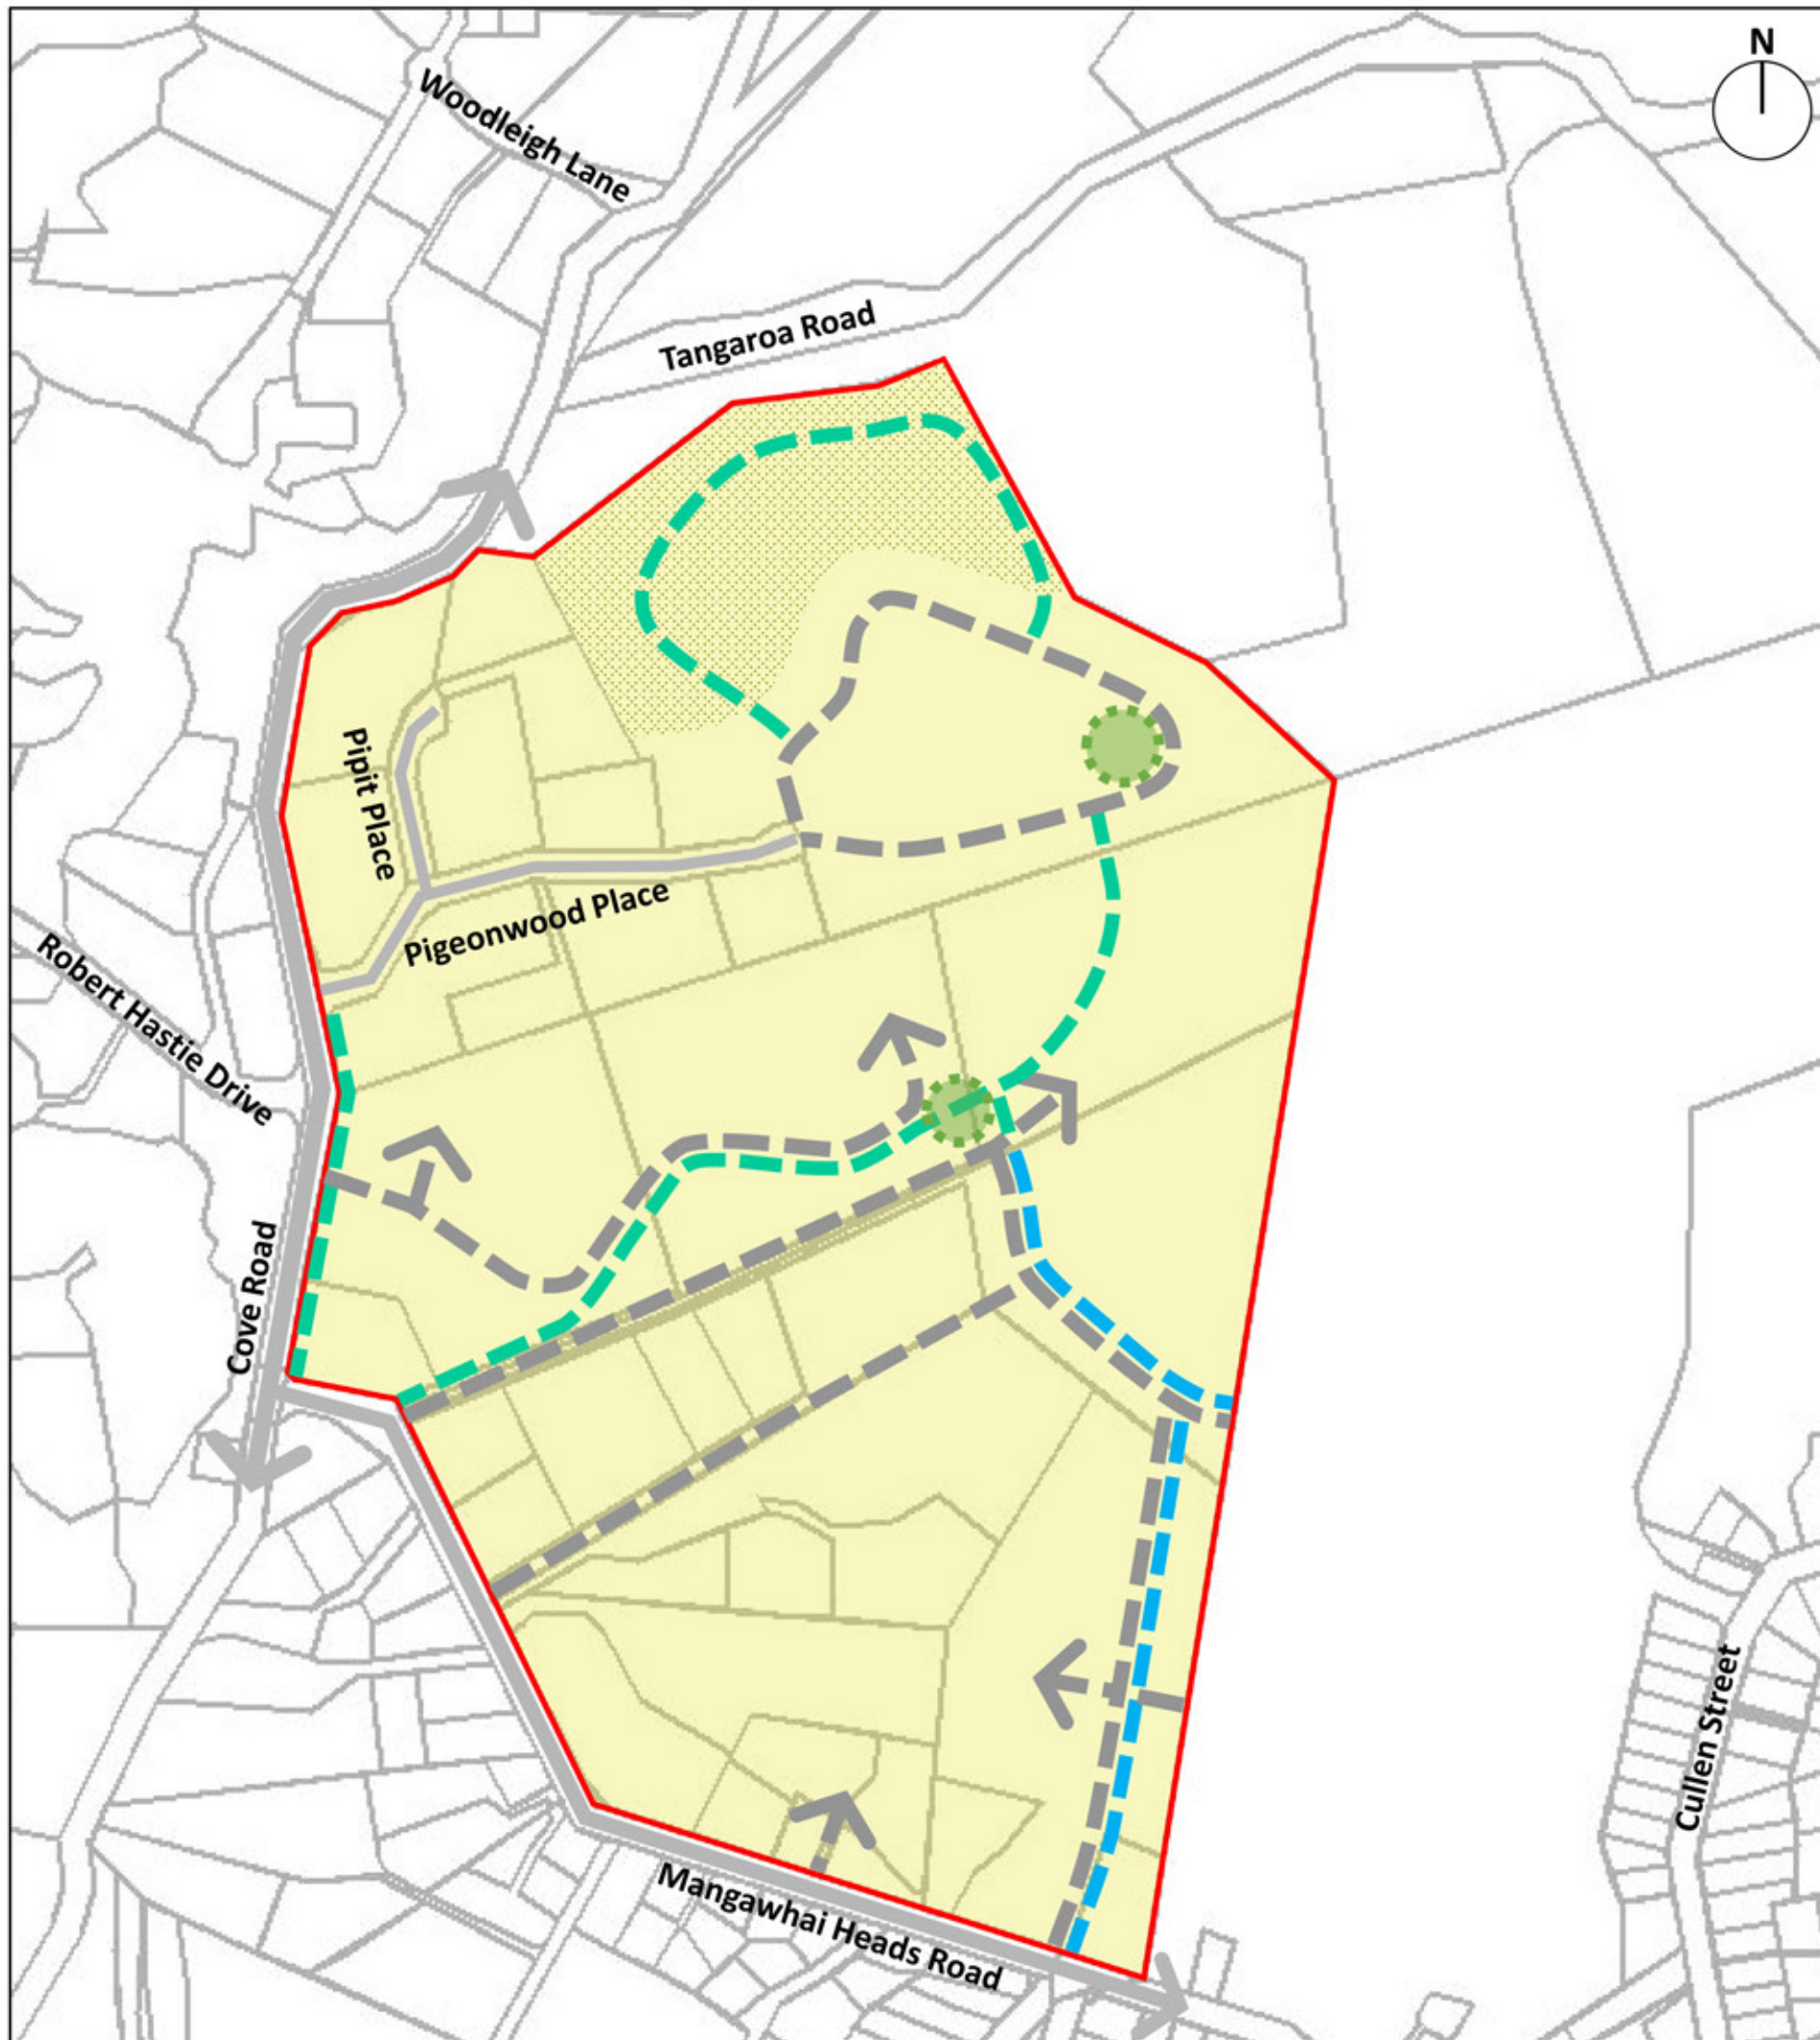 N
Woodleigh Lane
Tangaroa Road
Pipit Place
Pigeonwood Place
Robert Hastie Drive
Cove Road
Cullen Street
Mangawhai Heads Road